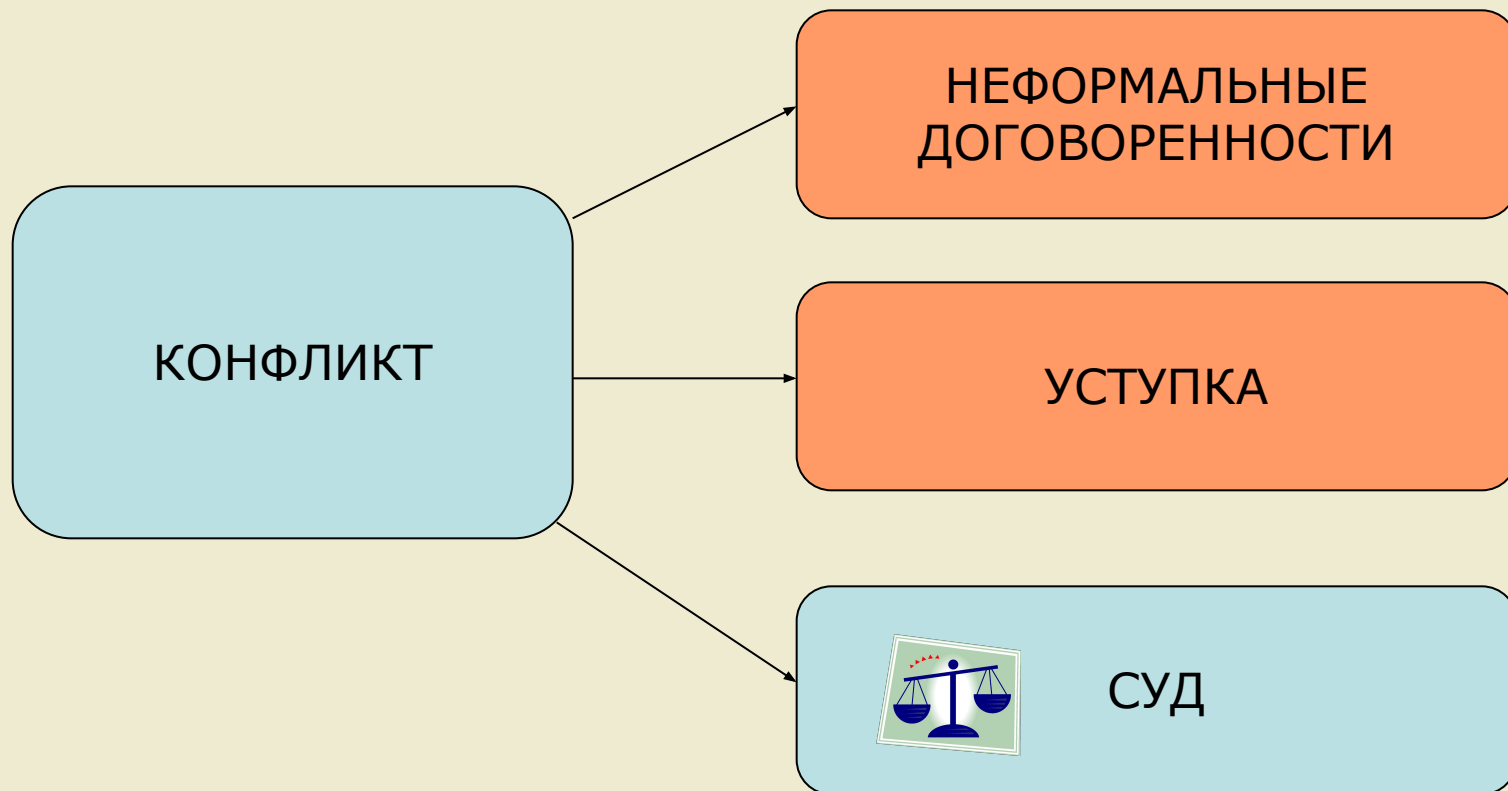 НЕФОРМАЛЬНЫЕ
ДОГОВОРЕННОСТИ
КОНФЛИКТ
УСТУПКА
СУД